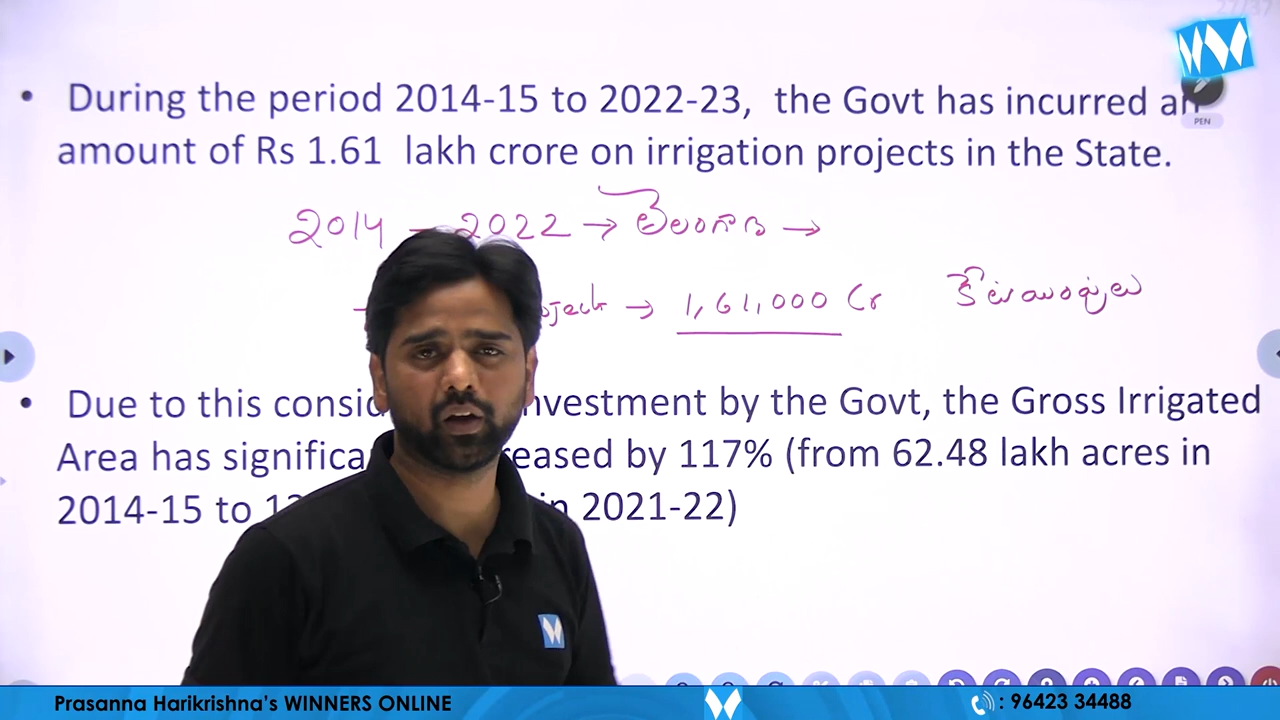 27/37
• During the period 2014-15 to 2022-23, the Govt has incurred an
amount of Rs 1.61 lakh crore on irrigation projects in the State.
PEN
2014 - 2022 → తెలంగాణ →
→ 1,61,000 Cr
• Due to this investment by the Govt, the Gross Irrigated
Area has by 117% (from 62.48 lakh acres in
2014-15 to in 2021-22)
Prasanna Harikrishna's WINNERS ONLINE
: 96423 34488